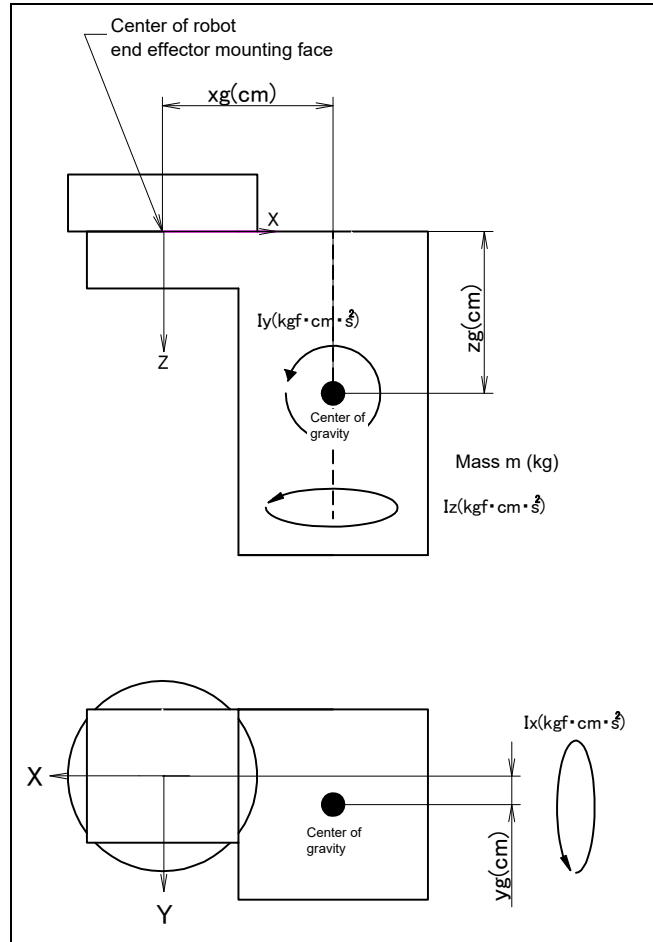 Center of robot
end effector mounting face
xg(cm)
X
Iy(kgf・cm・s²)
zg(cm)
Z
Center of
gravity
Mass m (kg)
Iz(kgf・cm・s²)
Ix(kgf・cm・s²)
X
Center of
gravity
yg(cm)
Y